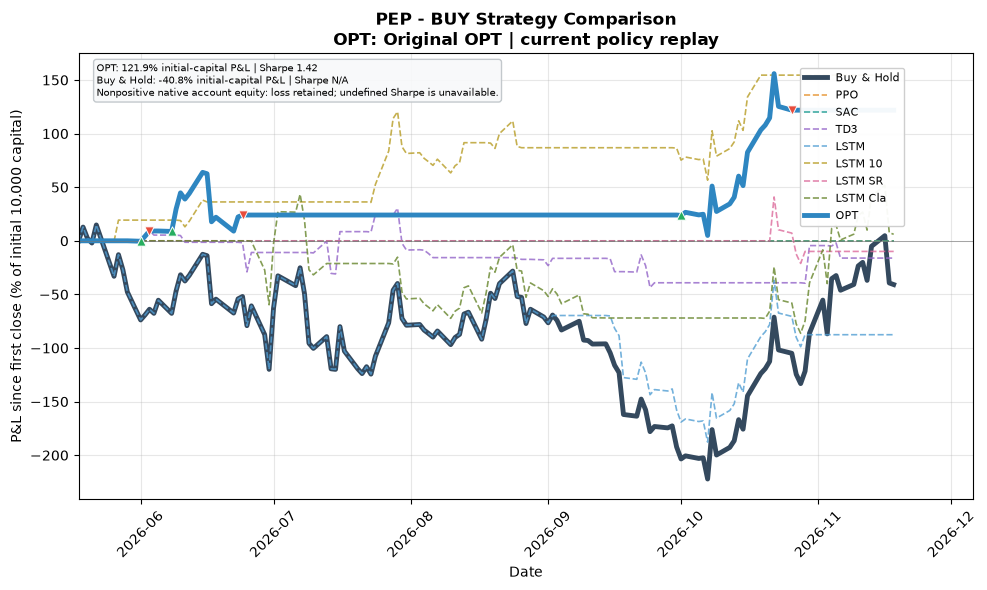 PEP - BUY Strategy Comparison
OPT: Original OPT | current policy replay
OPT: 121.9% initial-capital P&L | Sharpe 1.42
Buy & Hold: -40.8% initial-capital P&L | Sharpe N/A
Nonpositive native account equity: loss retained; undefined Sharpe is unavailable.
Buy & Hold
PPO
SAC
TD3
LSTM
LSTM 10
LSTM SR
LSTM Cla
OPT
P&L since first close (% of initial 10,000 capital)
150
100
50
0
−50
−100
−150
−200
2026-06
2026-07
2026-08
2026-09
2026-10
2026-11
2026-12
Date